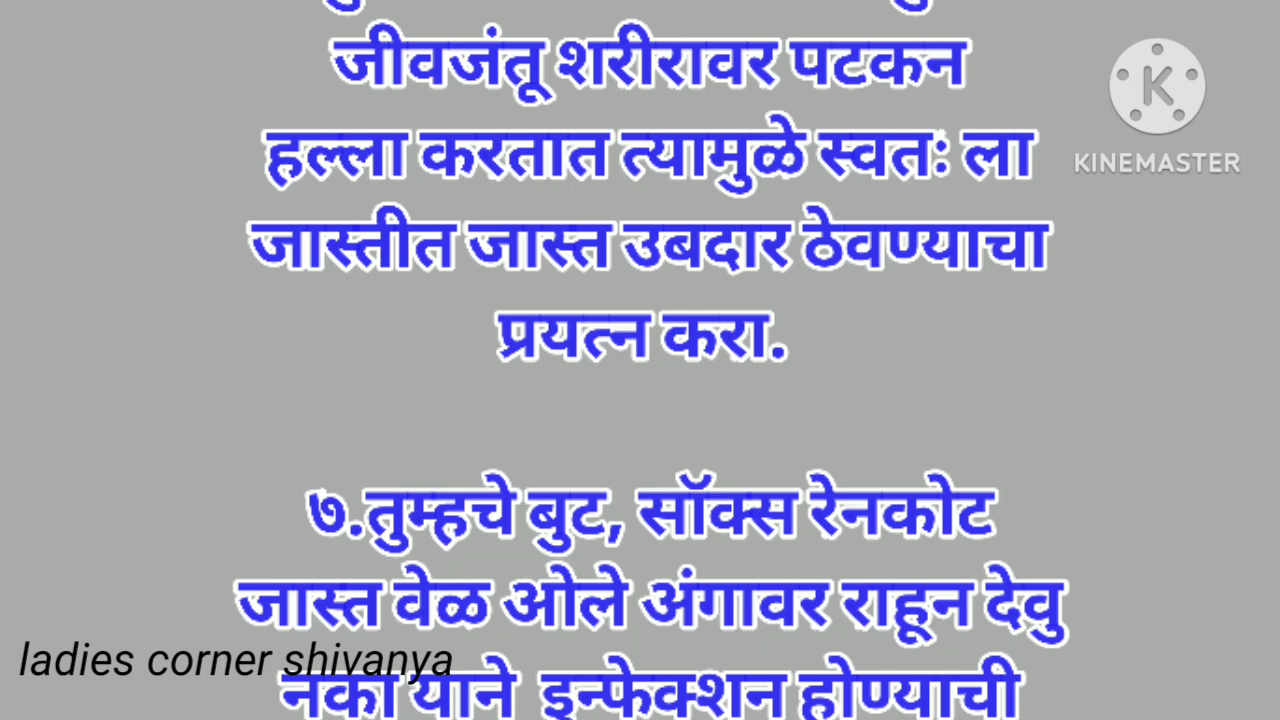 जीवजंतू शरीरावर पटकन
हल्ला करतात त्यामुळे स्वतः ला
जास्तीत जास्त उबदार ठेवण्याचा
प्रयत्न करा.
७.तुम्हचे बुट, सॉक्स रेनकोट
जास्त वेळ ओले अंगावर राहून देवु
नका याने इन्फेक्शन होण्याची
ladies corner shivanya
K
KINEMASTER